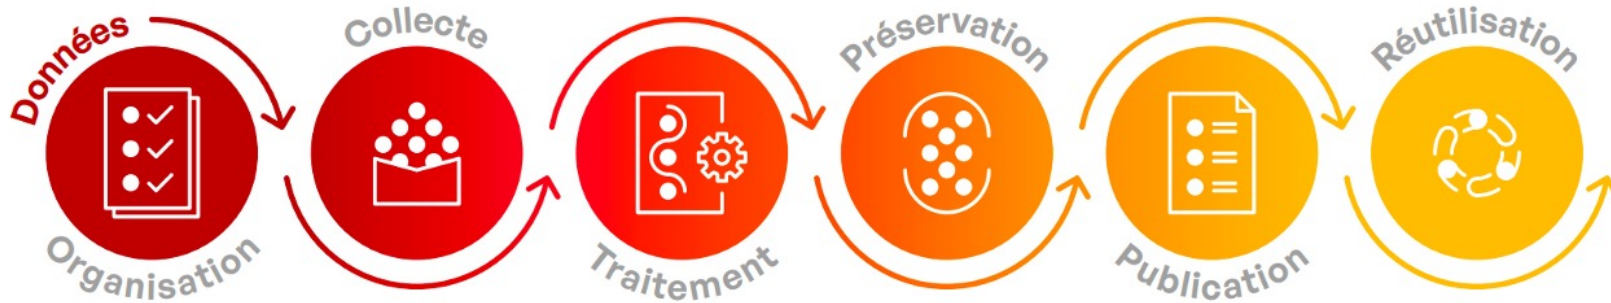 Données
Organisation
Collecte
Traitement
Préservation
Publication
Réutilisation